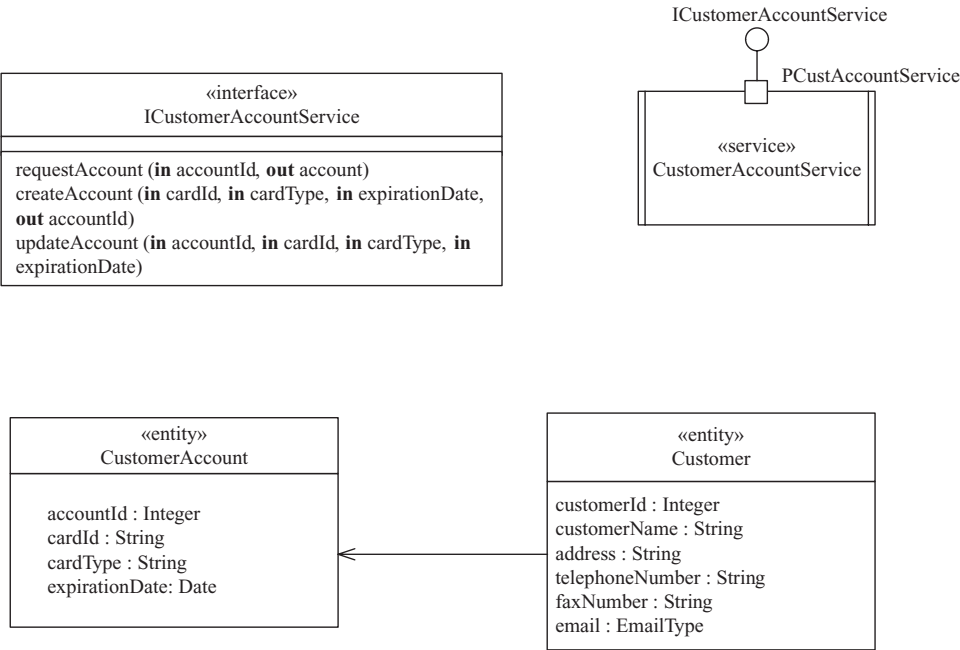 ICustomerAccountService
PCustAccountService
«service»
CustomerAccountService
«interface»
ICustomerAccountService
requestAccount (in accountId, out account)
createAccount (in cardId, in cardType, in expirationDate,
out accountId)
updateAccount (in accountId, in cardId, in cardType, in
expirationDate)
«entity»
CustomerAccount
accountId : Integer
cardId : String
cardType : String
expirationDate: Date
«entity»
Customer
customerId : Integer
customerName : String
address : String
telephoneNumber : String
faxNumber : String
email : EmailType